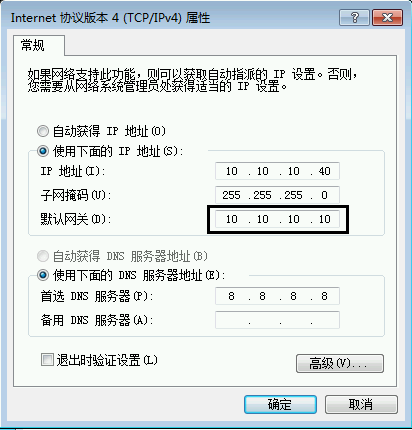 Internet 协议版本 4 (TCP/IPv4) 属性
常规
如果网络支持此功能，则可以获取自动指派的 IP 设置。否则，
您需要从网络系统管理员处获得适当的 IP 设置。
自动获得 IP 地址(O)
使用下面的 IP 地址(S):
IP 地址(I): 10 . 10 . 10 . 40
子网掩码(U): 255 .255 .255 . 0
默认网关(D): 10 . 10 . 10 . 10
自动获得 DNS 服务器地址(B)
使用下面的 DNS 服务器地址(E):
首选 DNS 服务器(P): 8 . 8 . 8 . 8
备用 DNS 服务器(A): . . .
退出时验证设置(L)
高级(V)...
确定 取消